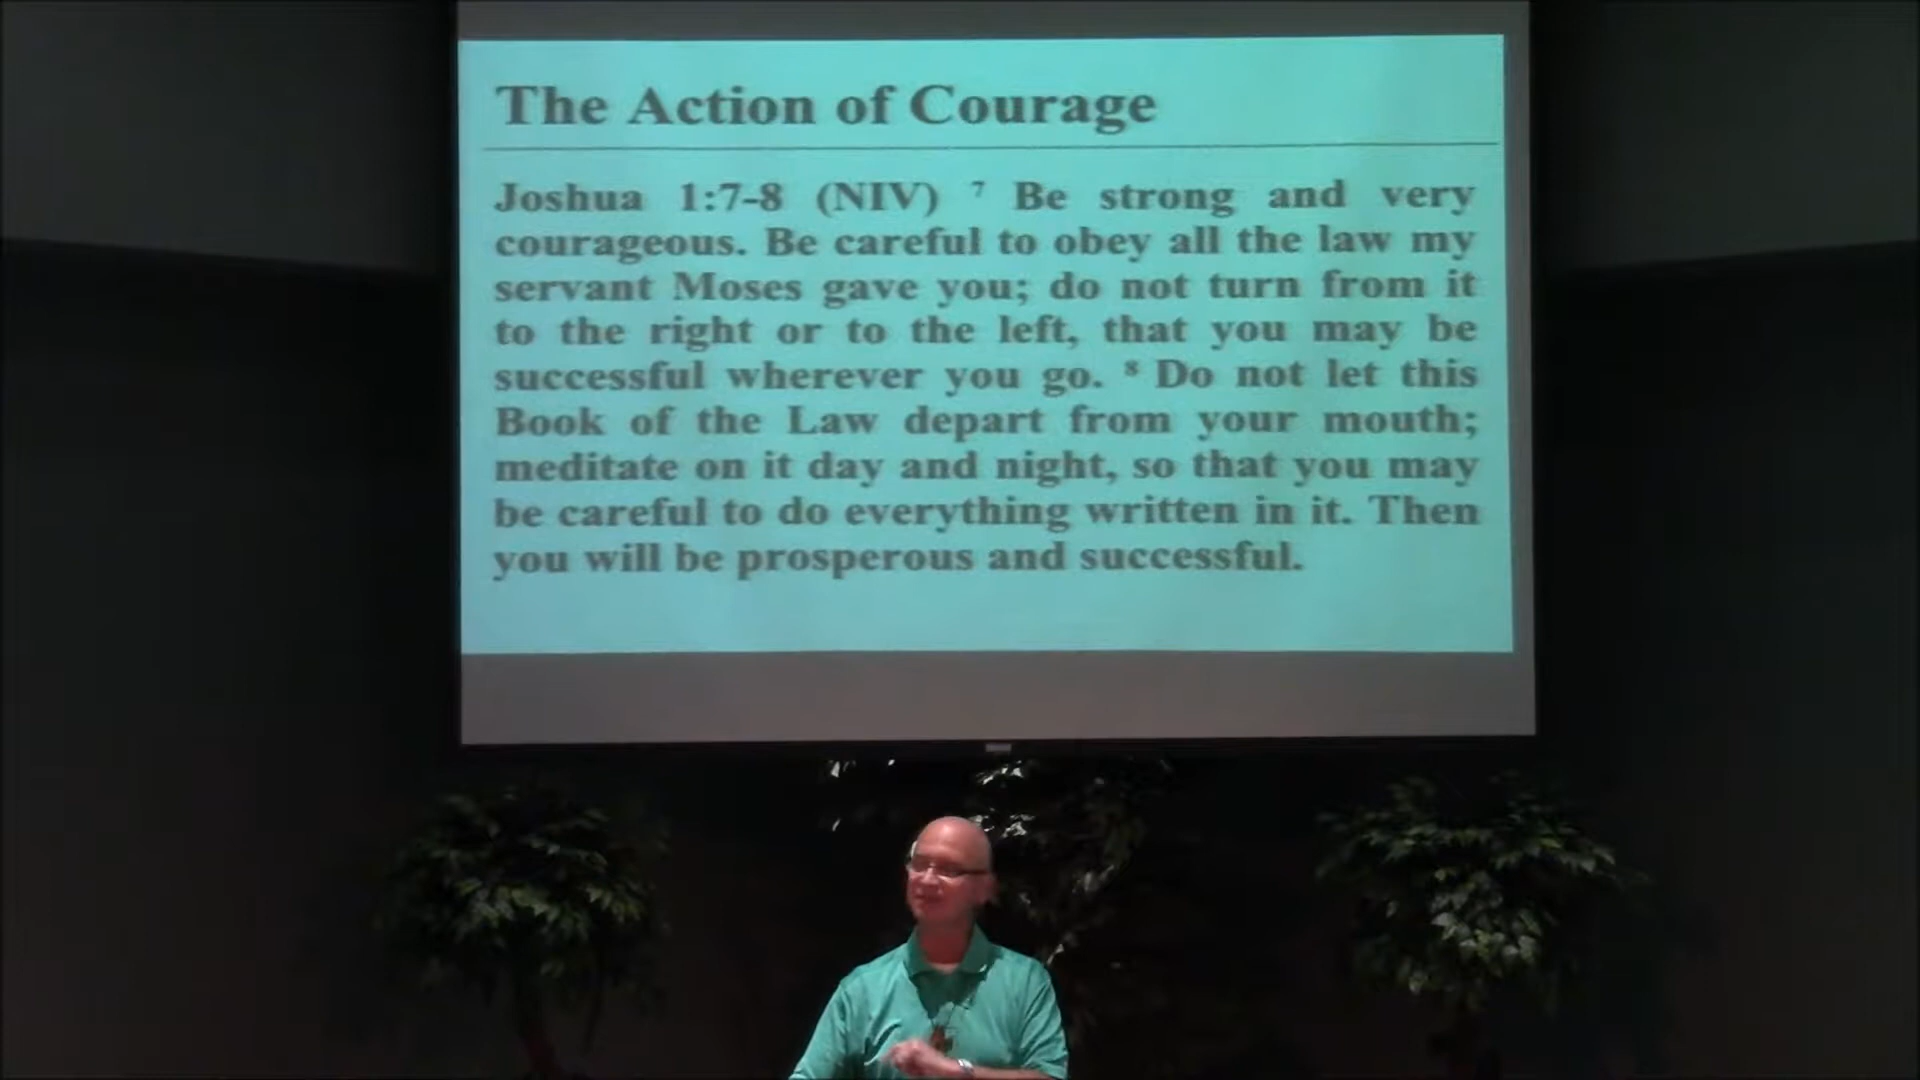 The Action of Courage
Joshua 1:7-8 (NIV) ⁷ Be strong and very
courageous. Be careful to obey all the law my
servant Moses gave you; do not turn from it
to the right or to the left, that you may be
successful wherever you go. ⁸ Do not let this
Book of the Law depart from your mouth;
meditate on it day and night, so that you may
be careful to do everything written in it. Then
you will be prosperous and successful.